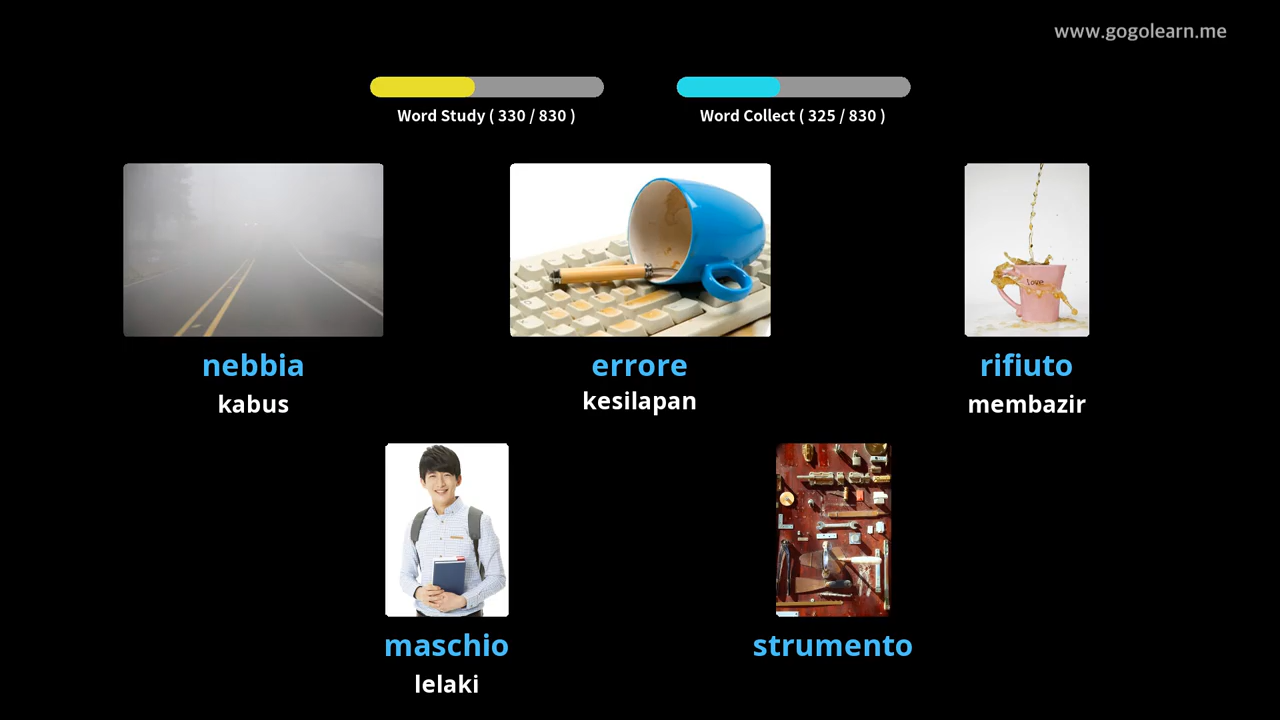 www.gogolearn.me
Word Study ( 330 / 830 )
Word Collect ( 325 / 830 )
Love
nebbia
errore
rifiuto
kabus
kesilapan
membazir
maschio
strumento
lelaki